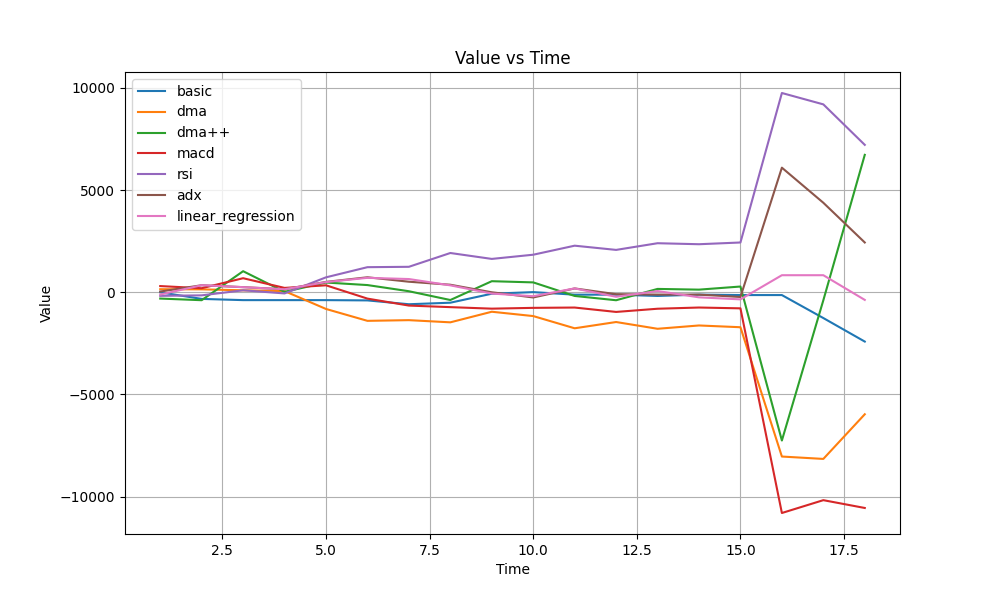 Value vs Time
basic
dma
dma++
macd
rsi
adx
linear_regression
10000
5000
0
−5000
−10000
Value
2.5 5.0 7.5 10.0 12.5 15.0 17.5
Time